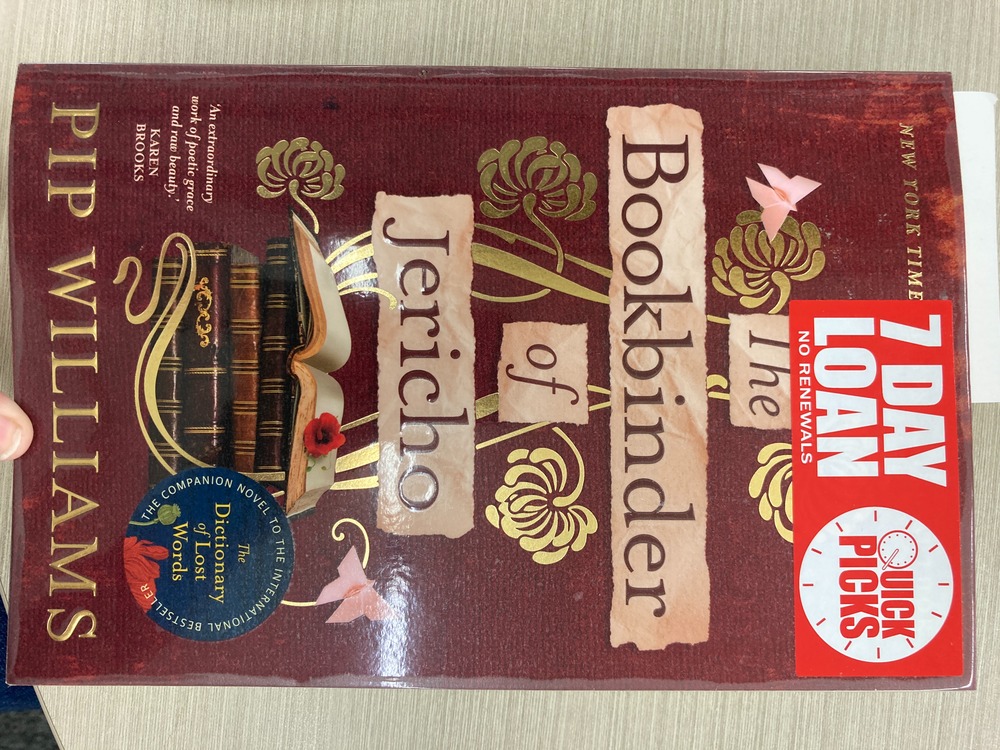 NEW YORK TIME
7 DAY
LOAN
NO RENEWALS
QUICK
PICKS
The
Bookbinder
of
Jericho
'An extraordinary
work of poetic grace
and raw beauty.'
KAREN
BROOKS
THE COMPANION NOVEL TO THE INTERNATIONAL BESTSELLER
The
Dictionary
of Lost
Words
PIP WILLIAMS